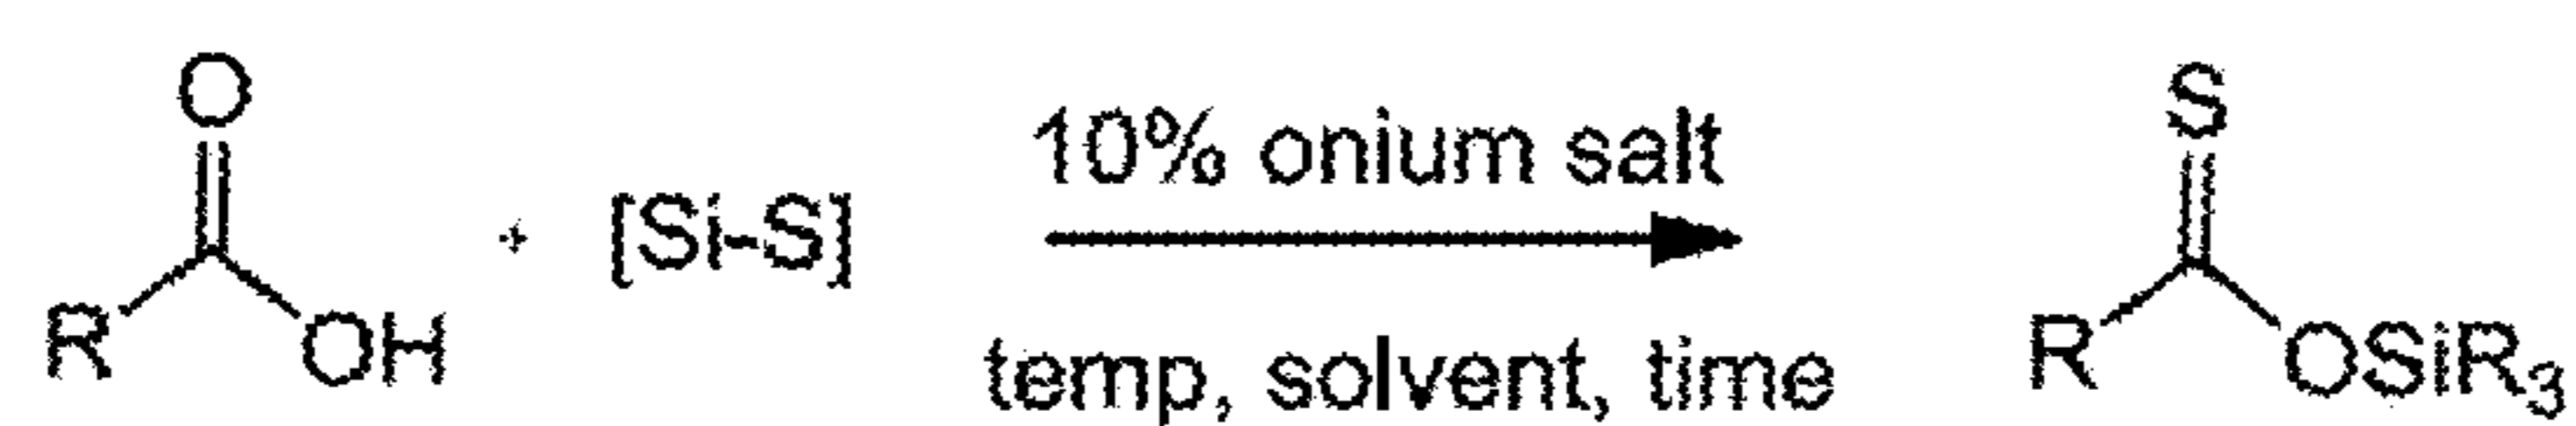 O
R
OH
+
[Si-S]
10% onium salt
temp, solvent, time
S
R
OSiR3